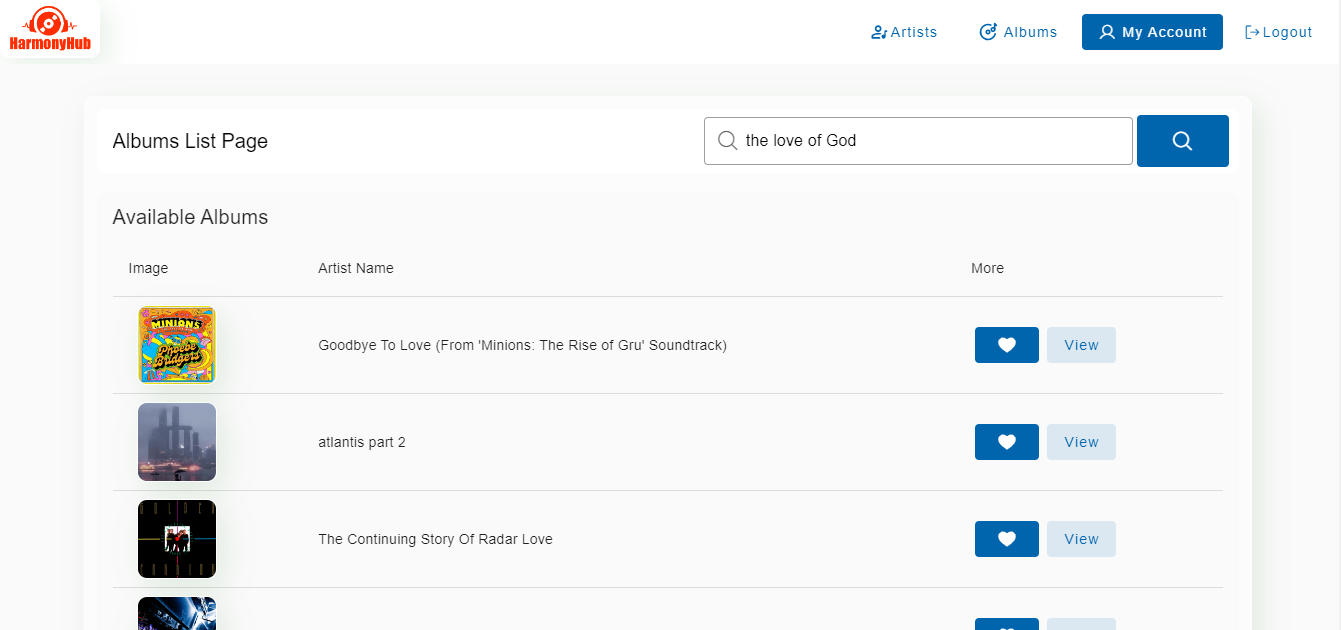 HarmonyHub
Artists
Albums
My Account
Logout
Albums List Page
the love of God
Available Albums
Image
Artist Name
More
MINIONS
Phoebe Bridgers
Goodbye To Love (From 'Minions: The Rise of Gru' Soundtrack)
View
atlantis part 2
View
The Continuing Story Of Radar Love
View